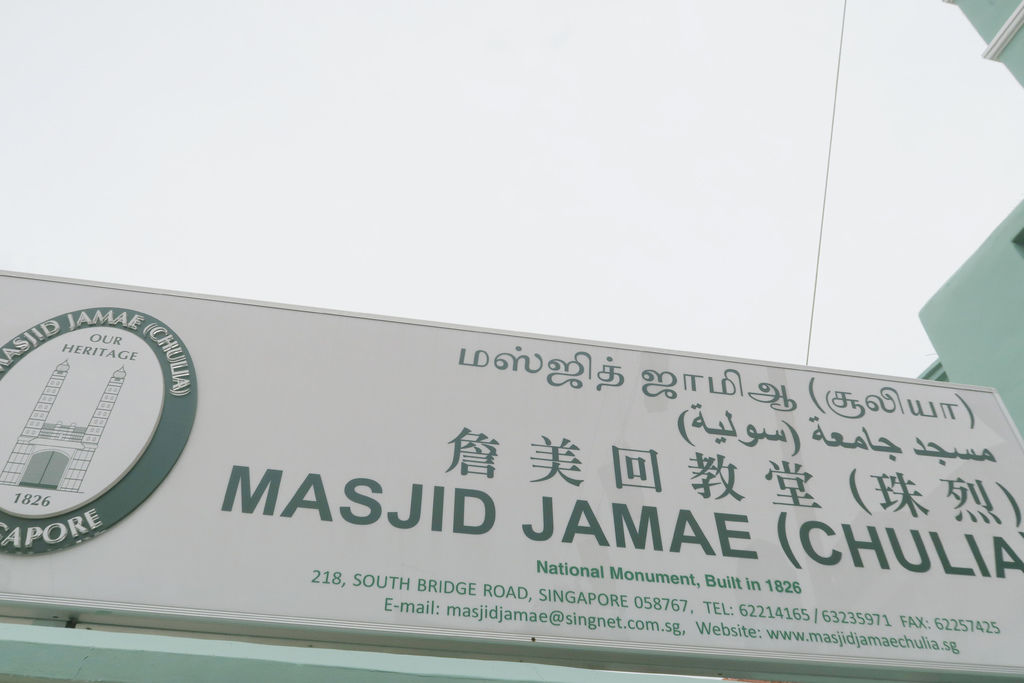 MASJID JAMAE (CHULIA)
OUR
HERITAGE
1826
GAPORE
மஸ்ஜித் ஜாமிஆ (சூலியா)
مسجد جامعة (سولية)
詹美回教堂 (珠烈)
MASJID JAMAE (CHULIA
National Monument, Built in 1826
218, SOUTH BRIDGE ROAD, SINGAPORE 058767, TEL: 62214165/63235971 FAX: 62257425
E-mail: masjidjamae@singnet.com.sg, Website: www.masjidjamaechulia.sg